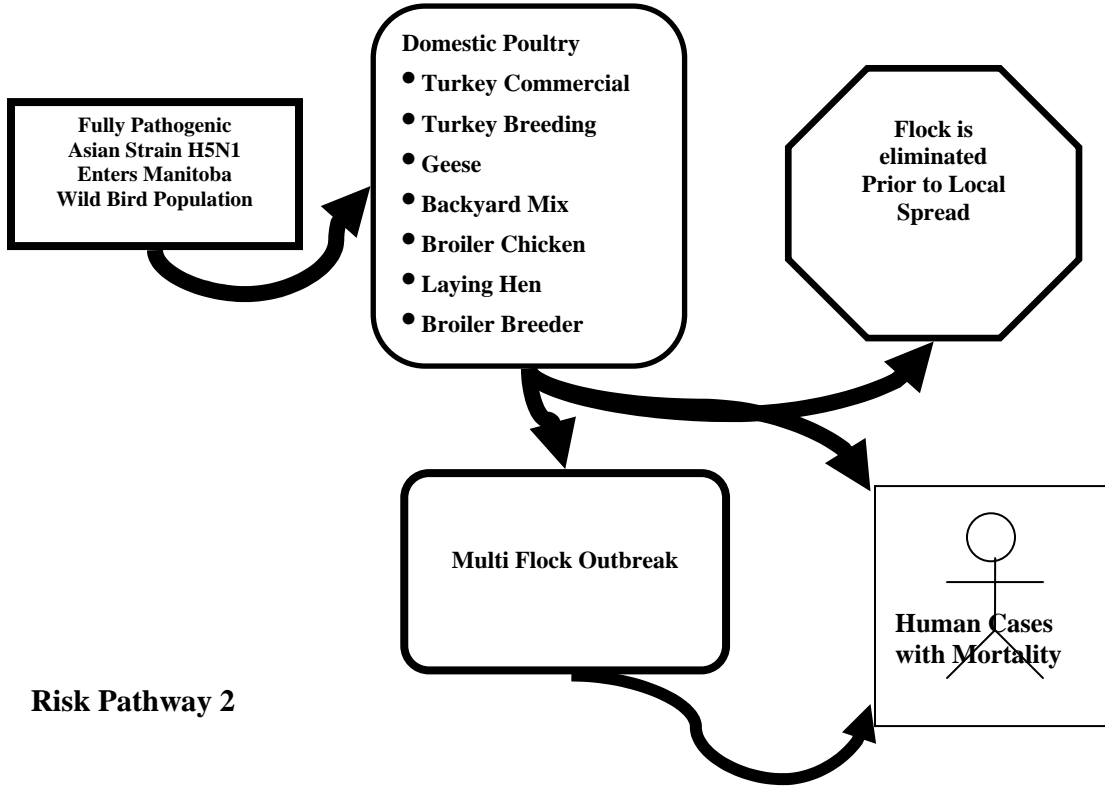 Fully Pathogenic
Asian Strain H5N1
Enters Manitoba
Wild Bird Population
Domestic Poultry
• Turkey Commercial
• Turkey Breeding
• Geese
• Backyard Mix
• Broiler Chicken
• Laying Hen
• Broiler Breeder
Flock is
eliminated
Prior to Local
Spread
Multi Flock Outbreak
Human Cases
with Mortality
Risk Pathway 2